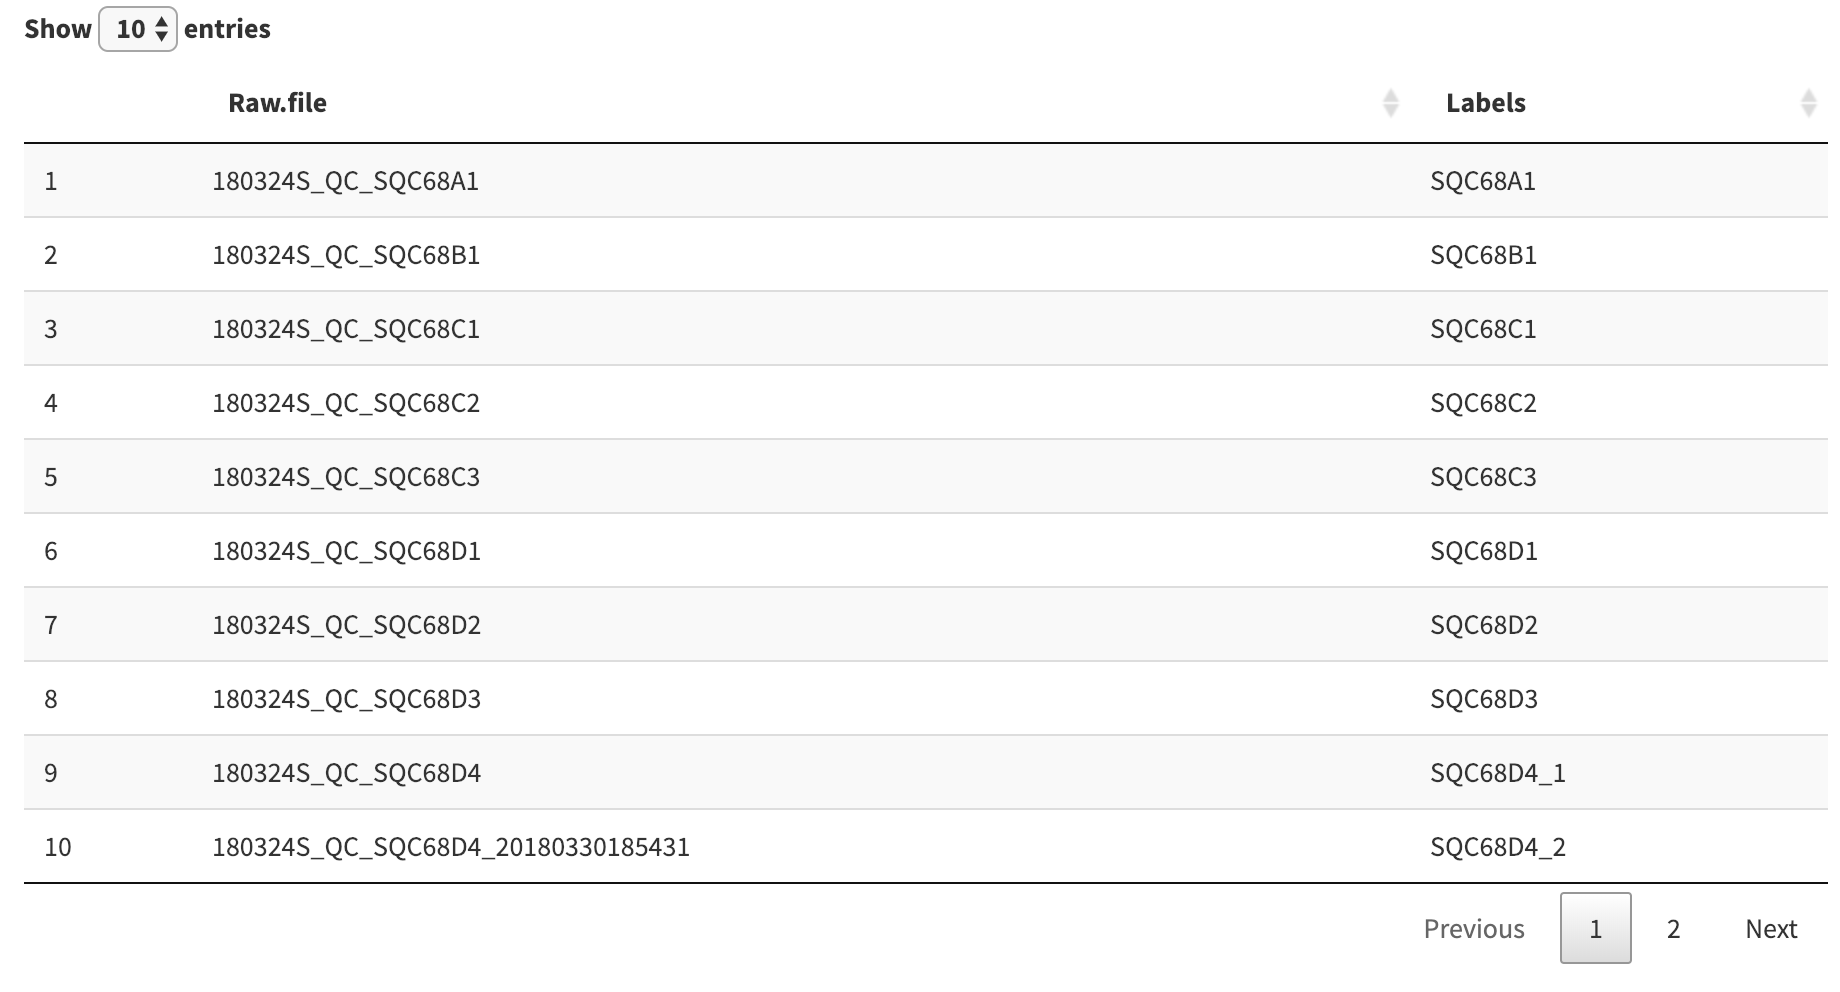 Show 10 entries
Raw.file Labels
1 180324S_QC_SQC68A1 SQC68A1
2 180324S_QC_SQC68B1 SQC68B1
3 180324S_QC_SQC68C1 SQC68C1
4 180324S_QC_SQC68C2 SQC68C2
5 180324S_QC_SQC68C3 SQC68C3
6 180324S_QC_SQC68D1 SQC68D1
7 180324S_QC_SQC68D2 SQC68D2
8 180324S_QC_SQC68D3 SQC68D3
9 180324S_QC_SQC68D4 SQC68D4_1
10 180324S_QC_SQC68D4_20180330185431 SQC68D4_2
Previous 1 2 Next